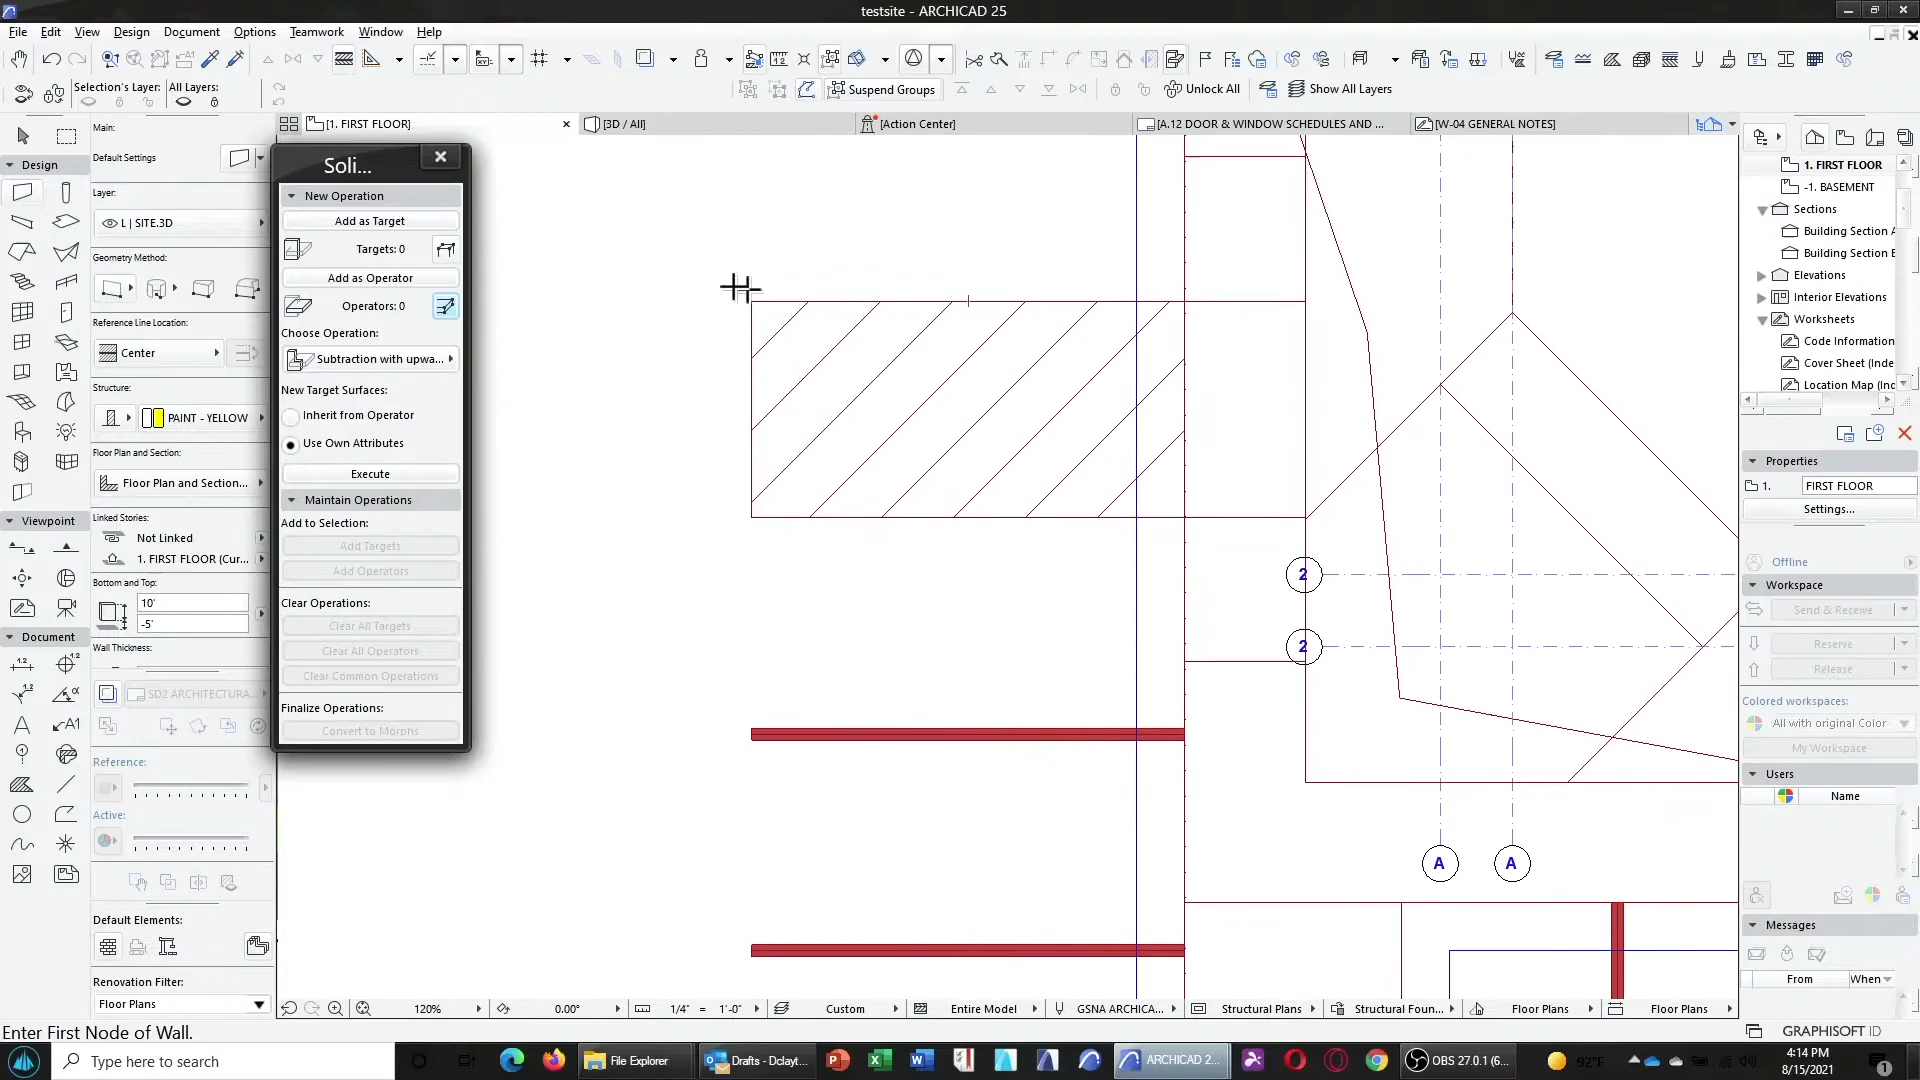 testsite - ARCHICAD 25
File Edit View Design Document Options Teamwork Window Help
Selection's Layer: All Layers:
Suspend Groups
Unlock All
Show All Layers
[1. FIRST FLOOR]
[3D / All]
[Action Center]
[A.12 DOOR & WINDOW SCHEDULES AND ...
[W-04 GENERAL NOTES]
Main:
Default Settings
Design
Layer:
L | SITE.3D
Geometry Method:
Reference Line Location:
Center
Structure:
PAINT - YELLOW
Floor Plan and Section:
Floor Plan and Section...
Linked Stories:
Not Linked
1. FIRST FLOOR (Cur...
Bottom and Top:
10'
-5'
Wall Thickness:
Viewpoint
Document
SD2 ARCHITECTURA...
Reference:
Active:
Default Elements:
Renovation Filter:
Floor Plans
Soli...
New Operation
Add as Target
Targets: 0
Add as Operator
Operators: 0
Choose Operation:
Subtraction with upwa...
New Target Surfaces:
Inherit from Operator
Use Own Attributes
Execute
Maintain Operations
Add to Selection:
Add Targets
Add Operators
Clear Operations:
Clear All Targets
Clear All Operators
Clear Common Operations
Finalize Operations:
Convert to Morphs
2
2
A
A
1. FIRST FLOOR
-1. BASEMENT
Sections
Building Section A
Building Section E
Elevations
Interior Elevations
Worksheets
Code Information
Cover Sheet (Inde
Location Map (Inc
Properties
1. FIRST FLOOR
Settings...
Offline
Workspace
Send & Receive
Reserve
Release
Colored workspaces:
All with original Color
My Workspace
Users
Name
Messages
From When
120% 0.00° 1/4" = 1'-0" Custom Entire Model GSNA ARCHICA... Structural Plans Structural Foun... Floor Plans Floor Plans
Enter First Node of Wall.
GRAPHISOFT ID
Type here to search
File Explorer
Drafts - Dclayt...
ARCHICAD 2...
OBS 27.0.1 (6...
92°F
4:14 PM
8/15/2021